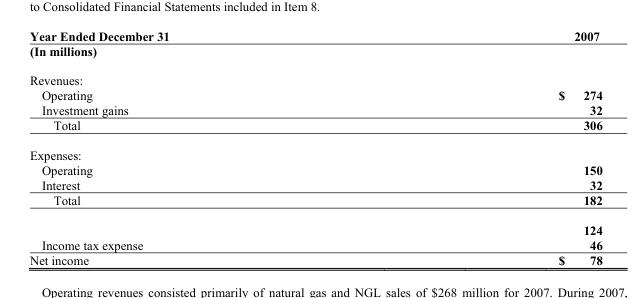 to Consolidated Financial Statements included in Item 8.
Year Ended December 31 2007
(In millions)
Revenues:
Operating $ 274
Investment gains 32
Total 306
Expenses:
Operating 150
Interest 32
Total 182
124
Income tax expense 46
Net income $ 78
Operating revenues consisted primarily of natural gas and NGL sales of $268 million for 2007. During 2007,